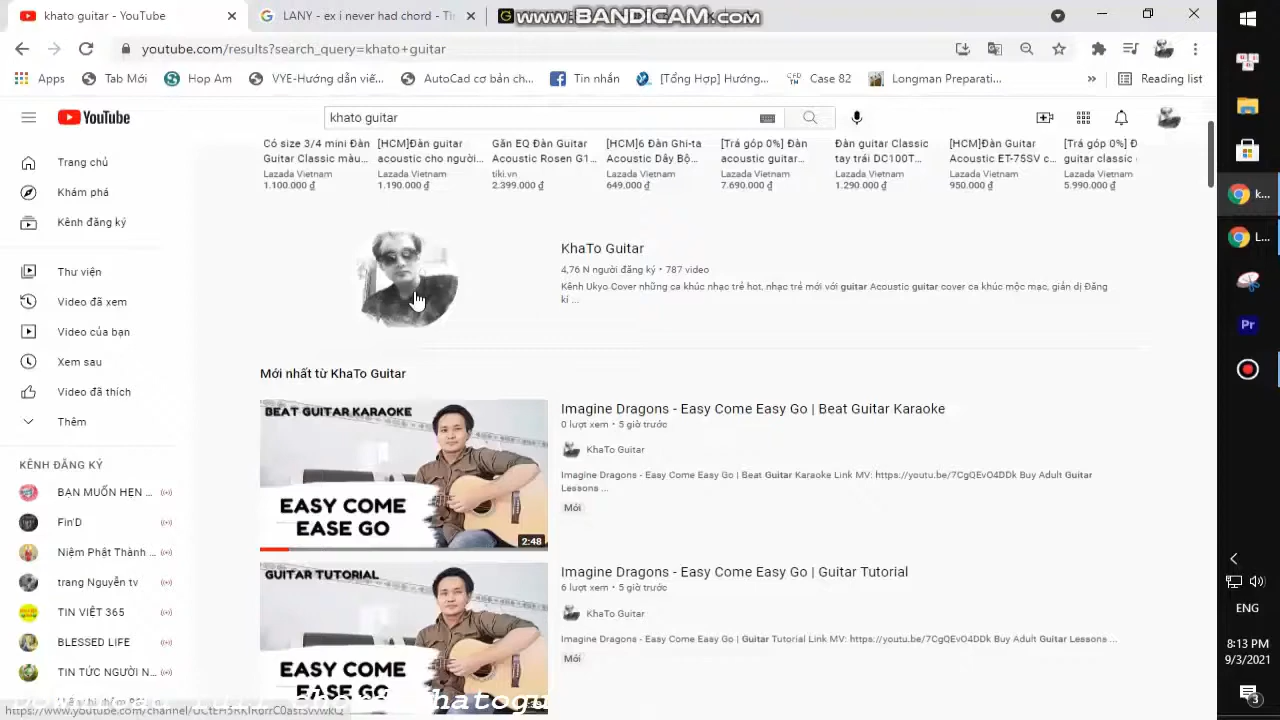 khato guitar - YouTube
LANY - ex i never had chord - Tì
www.BANDICAM.com
youtube.com/results?search_query=khato+guitar
Apps
Tab Mới
Hop Am
VYE-Hướng dẫn viế...
AutoCad cơ bản ch...
Tin nhắn
[Tổng Hợp] Hướng...
Case 82
Longman Preparati...
»
Reading list
YouTube
khato guitar
Có size 3/4 mini Đàn Guitar Classic màu...
Lazada Vietnam
1.100.000 ₫
[HCM]Đàn guitar acoustic cho người...
Lazada Vietnam
1.190.000 ₫
Gắn EQ Đàn Guitar Acoustic Rosen G1...
tiki.vn
2.399.000 ₫
[HCM]6 Đàn Ghi-ta Acoustic Dây Bộ...
Lazada Vietnam
649.000 ₫
[Trả góp 0%] Đàn acoustic guitar...
Lazada Vietnam
7.690.000 ₫
Đàn guitar Classic tay trái DC100T...
Lazada Vietnam
1.290.000 ₫
[HCM]Đàn Guitar Acoustic ET-75SV c...
Lazada Vietnam
950.000 ₫
[Trả góp 0%] Đàn guitar classic
Lazada Vietnam
5.990.000 ₫
Trang chủ
Khám phá
Kênh đăng ký
Thư viện
Video đã xem
Video của bạn
Xem sau
Video đã thích
Thêm
KÊNH ĐĂNG KÝ
BẠN MUỐN HẸN ...
Fin'D
Niệm Phật Thành ...
trang Nguyễn tv
TIN VIỆT 365
BLESSED LIFE
TIN TỨC NGƯỜI N...
KhaTo Guitar
4,76 N người đăng ký • 787 video
Kênh Ukyo Cover những ca khúc nhạc trẻ hot, nhạc trẻ mới với guitar Acoustic guitar cover ca khúc mộc mạc, giản dị Đăng
kí ...
Mới nhất từ KhaTo Guitar
BEAT GUITAR KARAOKE
EASY COME
EASE GO
2:48
Imagine Dragons - Easy Come Easy Go | Beat Guitar Karaoke
0 lượt xem • 5 giờ trước
KhaTo Guitar
Imagine Dragons - Easy Come Easy Go | Beat Guitar Karaoke Link MV: https://youtu.be/7CgQEvO4DDk Buy Adult Guitar
Lessons ...
Mới
GUITAR TUTORIAL
EASY COME
EASE GO
Imagine Dragons - Easy Come Easy Go | Guitar Tutorial
6 lượt xem • 5 giờ trước
KhaTo Guitar
Imagine Dragons - Easy Come Easy Go | Guitar Tutorial Link MV: https://youtu.be/7CgQEvO4DDk Buy Adult Guitar Lessons ...
Mới
k...
L...
Pr
ENG
8:13 PM
9/3/2021
3